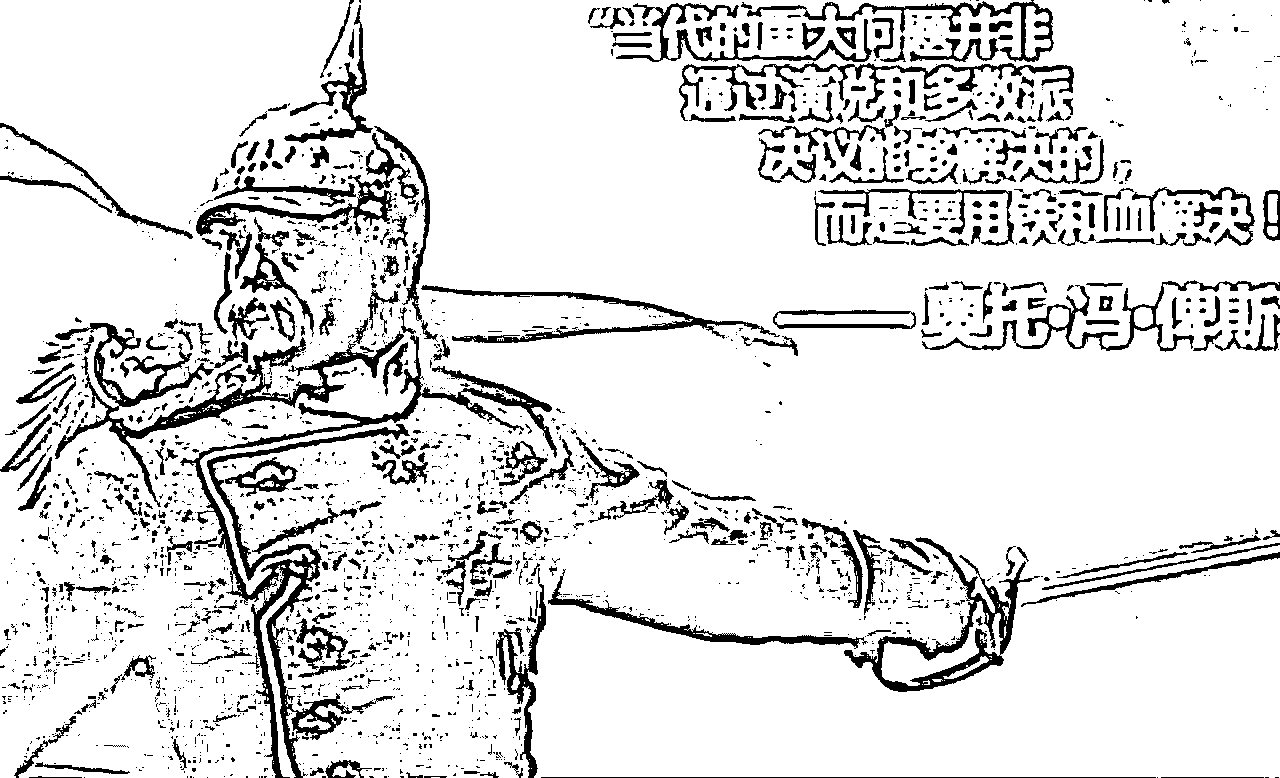 “当代的重大问题并非
通过演说和多数派
决议能够解决的，
而是要用铁和血解决！
——奥托·冯·俾斯